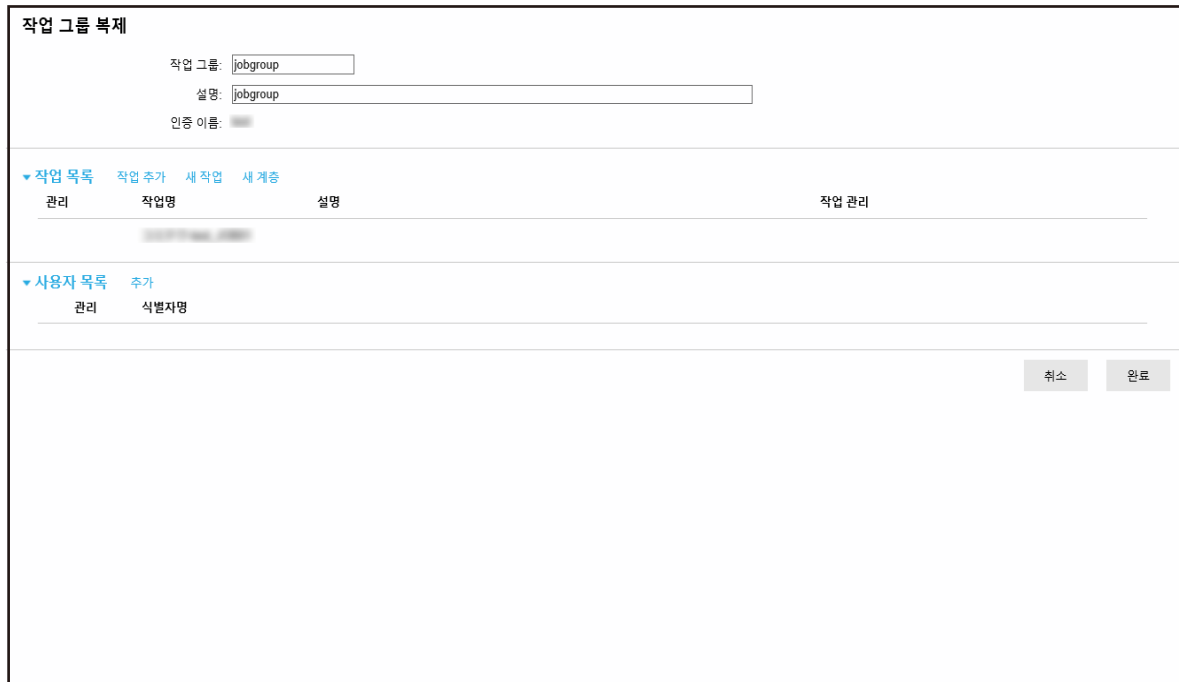 작업 그룹 복제
작업 그룹: jobgroup
설명: jobgroup
인증 이름:
작업 목록 작업 추가 새 작업 새 계층
관리 작업명 설명 작업 관리
사용자 목록 추가
관리 식별자명
취소 완료